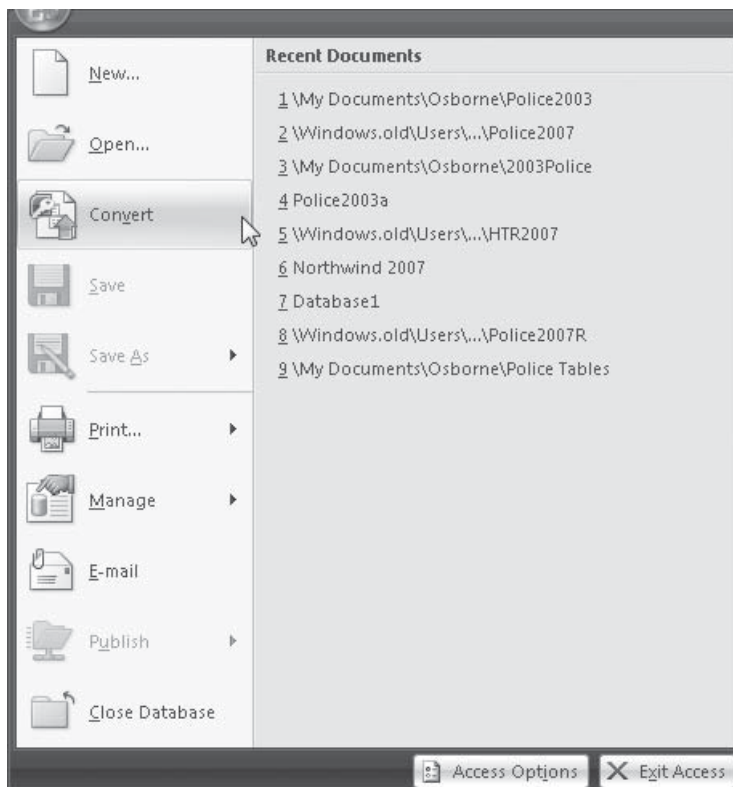 New...
Open...
Convert
Save
Save As
Print...
Manage
E-mail
Publish
Close Database
Recent Documents
1 \My Documents\Osborne\Police2003
2 \Windows.old\Users\...\Police2007
3 \My Documents\Osborne\2003Police
4 Police2003a
5 \Windows.old\Users\...\HTR2007
6 Northwind 2007
7 Database1
8 \Windows.old\Users\...\Police2007R
9 \My Documents\Osborne\Police Tables
Access Options
Exit Access